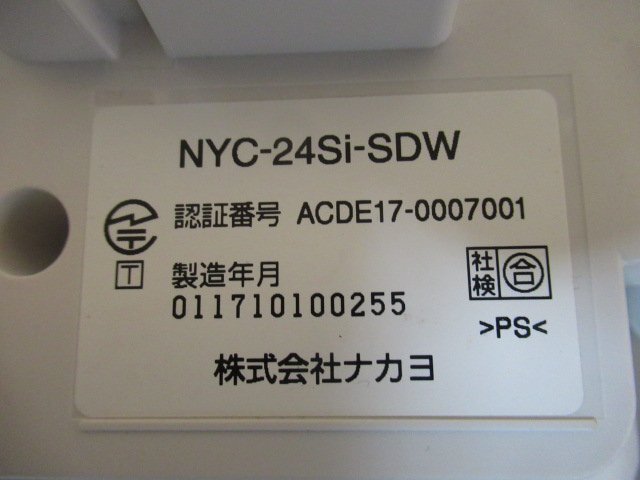 NYC-24Si-SDW
認証番号 ACDE17-0007001
T
製造年月
011710100255
社検 合
>PS<
株式会社ナカヨ